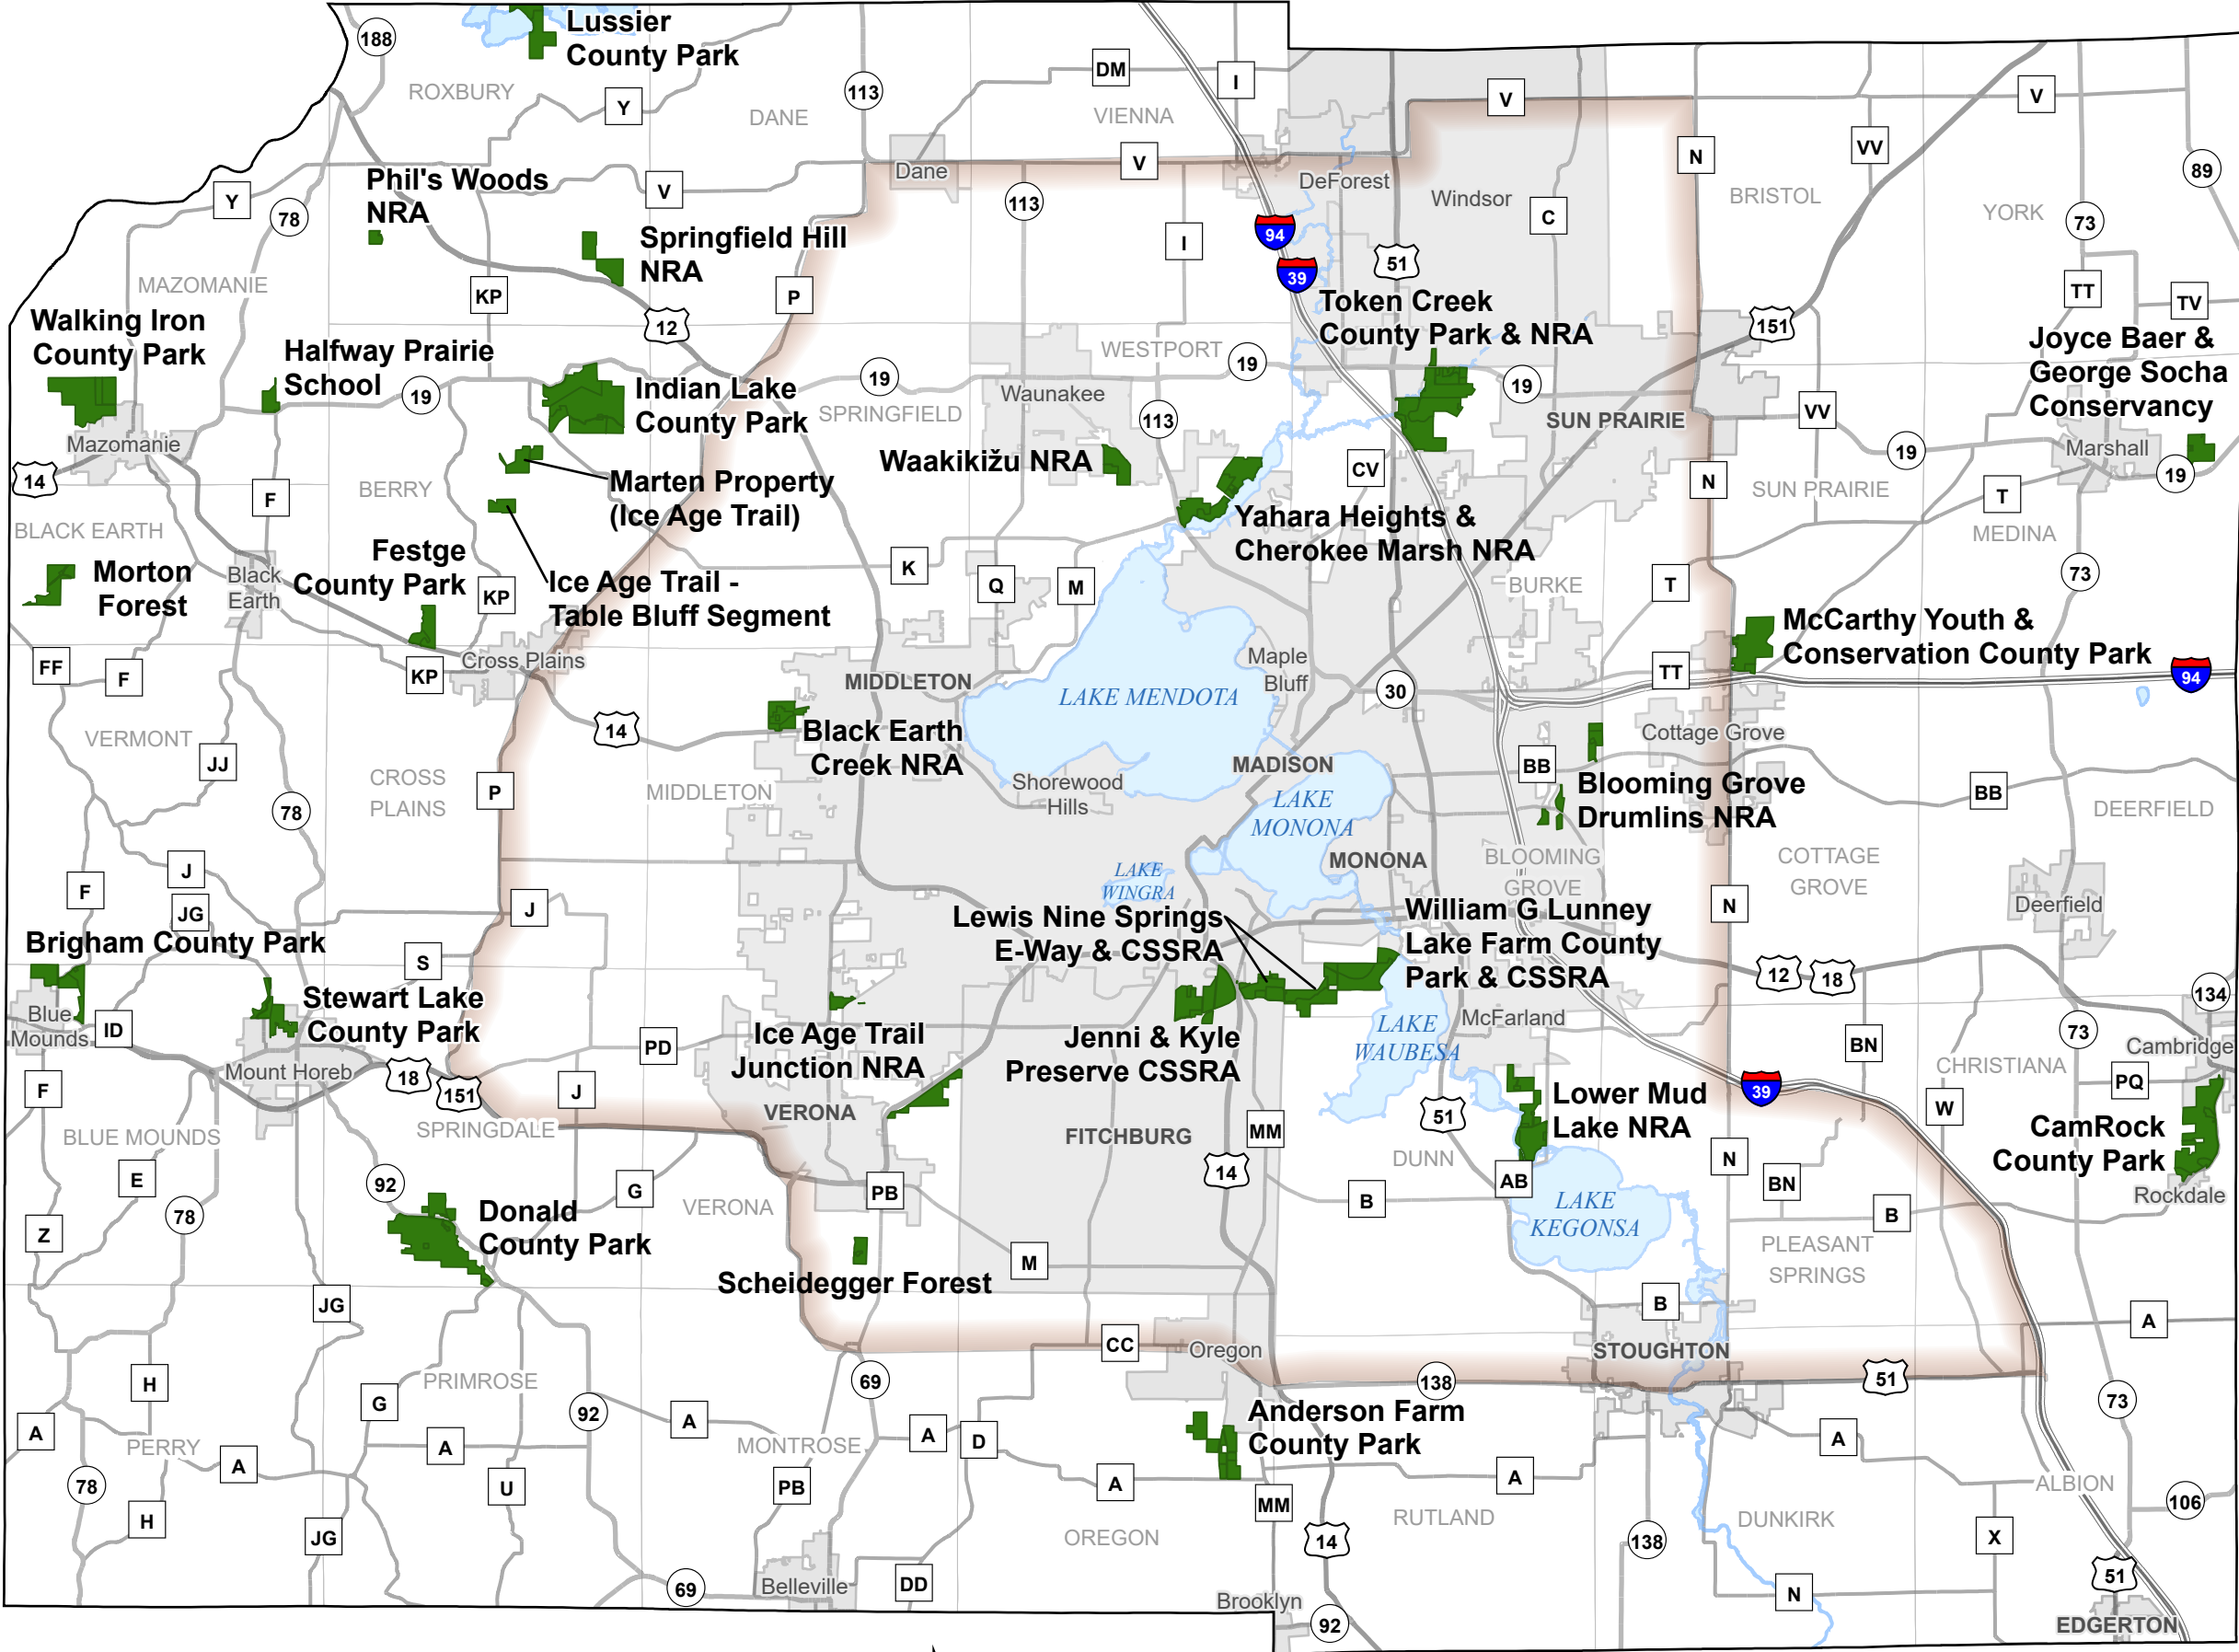 Lussier
County Park
188
ROXBURY
Y
DANE
113
DM
I
VIENNA
V
V
N
VV
V
89
Phil's Woods
NRA
Y
78
V
Dane
V
113
I
DeForest
Windsor
C
BRISTOL
YORK
73
Springfield Hill
NRA
94
39
51
MAZOMANIE
KP
P
12
TT
TV
151
Walking Iron
County Park
Halfway Prairie
School
19
Indian Lake
County Park
19
SPRINGFIELD
WESTPORT
19
Waunakee
113
Token Creek
County Park & NRA
19
SUN PRAIRIE
VV
Joyce Baer &
George Socha
Conservancy
Marshall
19
19
Mazomanie
14
F
BERRY
Marten Property
(Ice Age Trail)
Waakikižu NRA
CV
N
SUN PRAIRIE
T
MEDINA
BLACK EARTH
Yahara Heights &
Cherokee Marsh NRA
Morton
Forest
Black
Earth
Festge
County Park
KP
Ice Age Trail -
Table Bluff Segment
K
Q
M
BURKE
T
73
McCarthy Youth &
Conservation County Park
FF
F
KP
Cross Plains
MIDDLETON
LAKE MENDOTA
Maple
Bluff
30
TT
94
VERMONT
JJ
14
Black Earth
Creek NRA
Cottage Grove
CROSS
PLAINS
P
MIDDLETON
Shorewood
Hills
MADISON
LAKE
MONONA
BB
Blooming Grove
Drumlins NRA
BB
DEERFIELD
78
J
F
JG
J
LAKE
WINGRA
MONONA
BLOOMING
GROVE
COTTAGE
GROVE
N
Deerfield
Brigham County Park
S
Lewis Nine Springs
E-Way & CSSRA
William G Lunney
Lake Farm County
Park & CSSRA
12
18
134
Blue
Mounds
ID
Stewart Lake
County Park
Mount Horeb
18
151
PD
J
Ice Age Trail
Junction NRA
Jenni & Kyle
Preserve CSSRA
LAKE
WAUBESA
McFarland
BN
73
Cambridge
CHRISTIANA
PQ
W
39
F
VERONA
FITCHBURG
MM
51
Lower Mud
Lake NRA
CamRock
County Park
Rockdale
BLUE MOUNDS
SPRINGDALE
E
92
G
VERONA
PB
14
DUNN
B
AB
N
BN
B
Z
78
Donald
County Park
Scheidegger Forest
M
LAKE
KEGONSA
PLEASANT
SPRINGS
JG
B
A
CC
Oregon
STOUGHTON
H
PRIMROSE
G
69
138
51
73
92
A
A
PERRY
A
A
MONTROSE
A
D
Anderson Farm
County Park
A
78
U
PB
A
MM
A
RUTLAND
ALBION
106
H
JG
OREGON
14
138
DUNKIRK
X
69
Belleville
DD
Brooklyn
92
N
51
EDGERTON